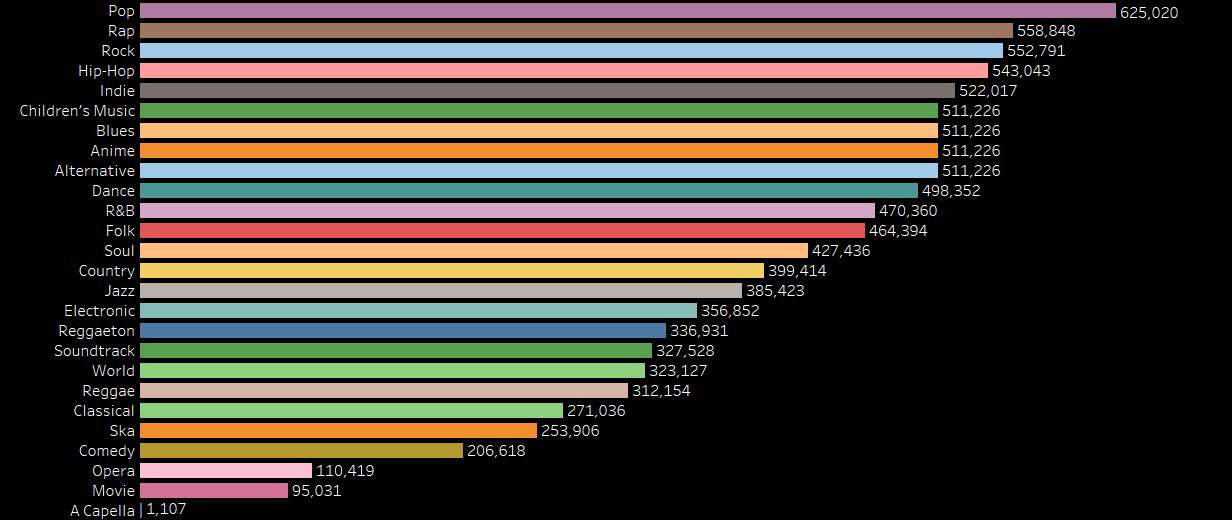 Pop 625,020
Rap 558,848
Rock 552,791
Hip-Hop 543,043
Indie 522,017
Children’s Music 511,226
Blues 511,226
Anime 511,226
Alternative 511,226
Dance 498,352
R&B 470,360
Folk 464,394
Soul 427,436
Country 399,414
Jazz 385,423
Electronic 356,852
Reggaeton 336,931
Soundtrack 327,528
World 323,127
Reggae 312,154
Classical 271,036
Ska 253,906
Comedy 206,618
Opera 110,419
Movie 95,031
A Capella 1,107